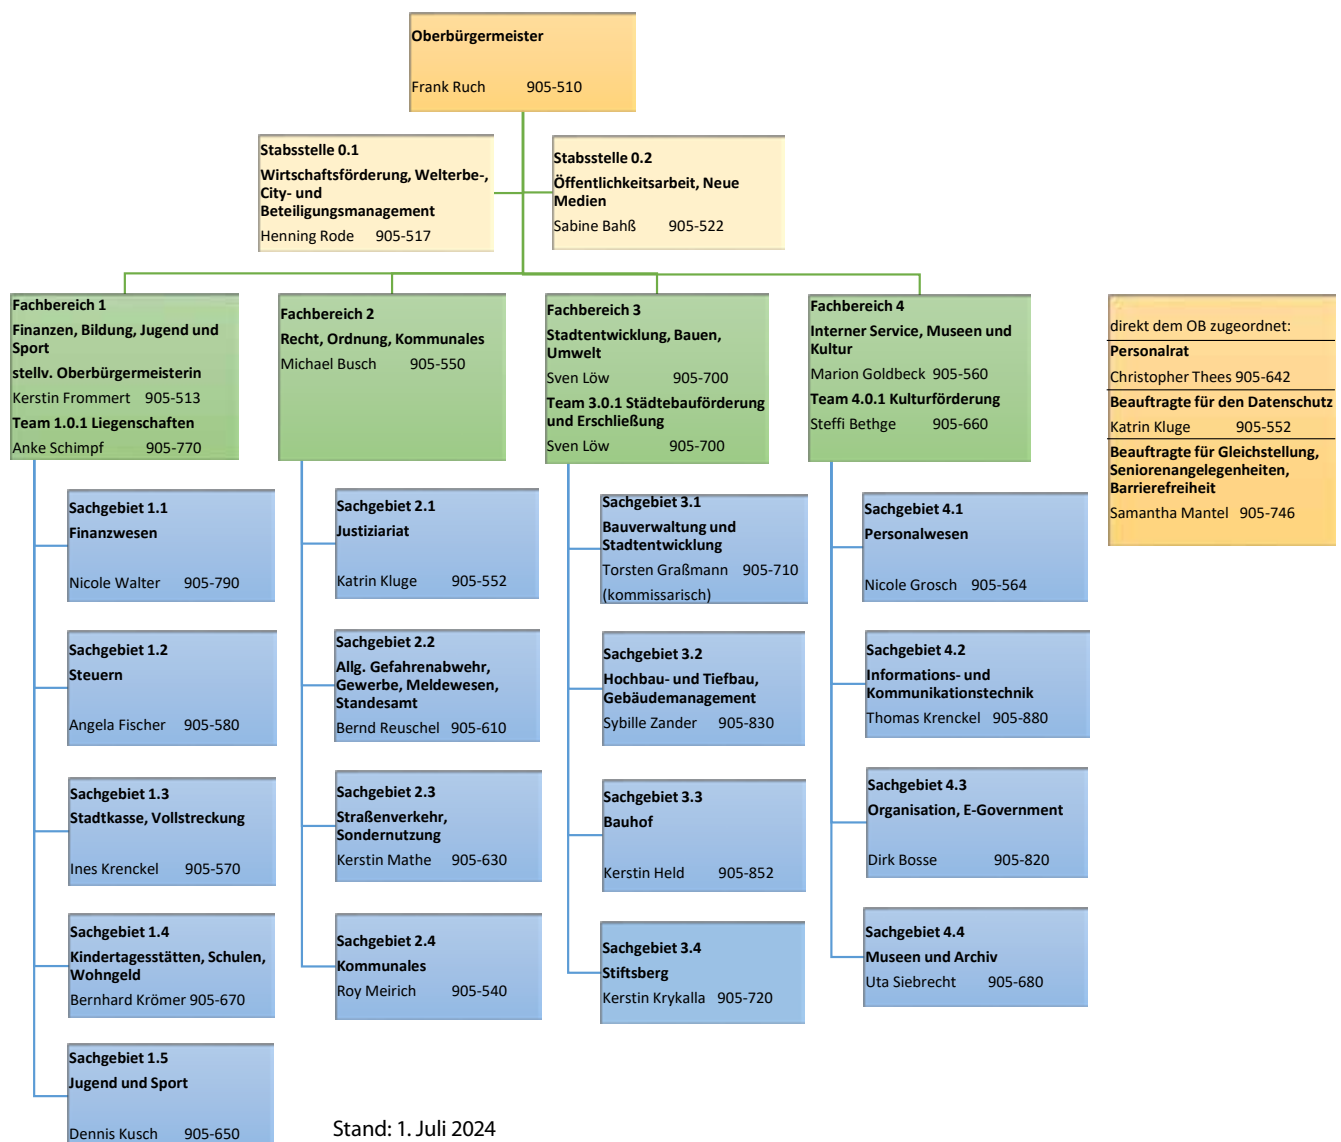 Oberbürgermeister
Frank Ruch 905-510
Stabsstelle 0.1
Wirtschaftsförderung, Welterbe-,
City- und
Beteiligungsmanagement
Henning Rode 905-517
Stabsstelle 0.2
Öffentlichkeitsarbeit, Neue
Medien
Sabine Bahß 905-522
Fachbereich 1
Finanzen, Bildung, Jugend und
Sport
stellv. Oberbürgermeisterin
Kerstin Frommert 905-513
Team 1.0.1 Liegenschaften
Anke Schimpf 905-770
Fachbereich 2
Recht, Ordnung, Kommunales
Michael Busch 905-550
Fachbereich 3
Stadtentwicklung, Bauen,
Umwelt
Sven Löw 905-700
Team 3.0.1 Städtebauförderung
und Erschließung
Sven Löw 905-700
Fachbereich 4
Interner Service, Museen und
Kultur
Marion Goldbeck 905-560
Team 4.0.1 Kulturförderung
Steffi Bethge 905-660
direkt dem OB zugeordnet:
Personalrat
Christopher Thees 905-642
Beauftragte für den Datenschutz
Katrin Kluge 905-552
Beauftragte für Gleichstellung,
Seniorenangelegenheiten,
Barrierefreiheit
Samantha Mantel 905-746
Sachgebiet 1.1
Finanzwesen
Nicole Walter 905-790
Sachgebiet 1.2
Steuern
Angela Fischer 905-580
Sachgebiet 1.3
Stadtkasse, Vollstreckung
Ines Krenckel 905-570
Sachgebiet 1.4
Kindertagesstätten, Schulen,
Wohngeld
Bernhard Krömer 905-670
Sachgebiet 1.5
Jugend und Sport
Dennis Kusch 905-650
Sachgebiet 2.1
Justiziariat
Katrin Kluge 905-552
Sachgebiet 2.2
Allg. Gefahrenabwehr,
Gewerbe, Meldewesen,
Standesamt
Bernd Reuschel 905-610
Sachgebiet 2.3
Straßenverkehr,
Sondernutzung
Kerstin Mathe 905-630
Sachgebiet 2.4
Kommunales
Roy Meirich 905-540
Sachgebiet 3.1
Bauverwaltung und
Stadtentwicklung
Torsten Graßmann 905-710
(kommissarisch)
Sachgebiet 3.2
Hochbau- und Tiefbau,
Gebäudemanagement
Sybille Zander 905-830
Sachgebiet 3.3
Bauhof
Kerstin Held 905-852
Sachgebiet 3.4
Stiftsberg
Kerstin Krykalla 905-720
Sachgebiet 4.1
Personalwesen
Nicole Grosch 905-564
Sachgebiet 4.2
Informations- und
Kommunikationstechnik
Thomas Krenckel 905-880
Sachgebiet 4.3
Organisation, E-Government
Dirk Bosse 905-820
Sachgebiet 4.4
Museen und Archiv
Uta Siebrecht 905-680
Stand: 1. Juli 2024